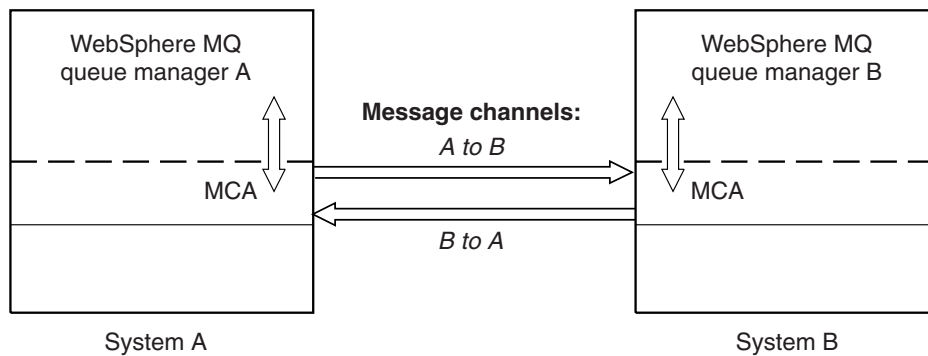 WebSphere MQ
queue manager A
WebSphere MQ
queue manager B
Message channels:
A to B
MCA
MCA
B to A
System A
System B